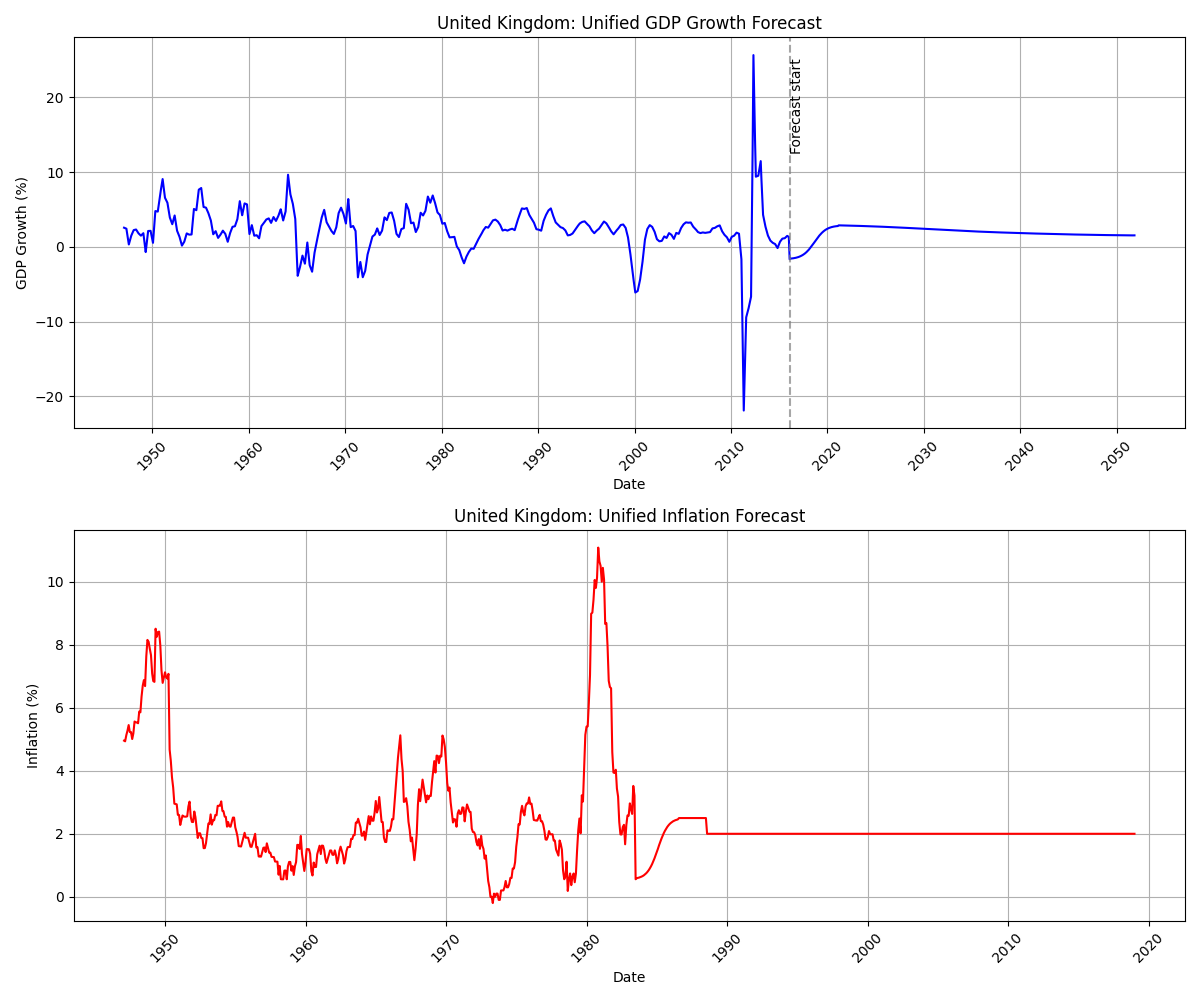 United Kingdom: Unified GDP Growth Forecast
GDP Growth (%)
20
10
0
−10
−20
Forecast start
1950 1960 1970 1980 1990 2000 2010 2020 2030 2040 2050
Date
United Kingdom: Unified Inflation Forecast
Inflation (%)
10
8
6
4
2
0
1950 1960 1970 1980 1990 2000 2010 2020
Date